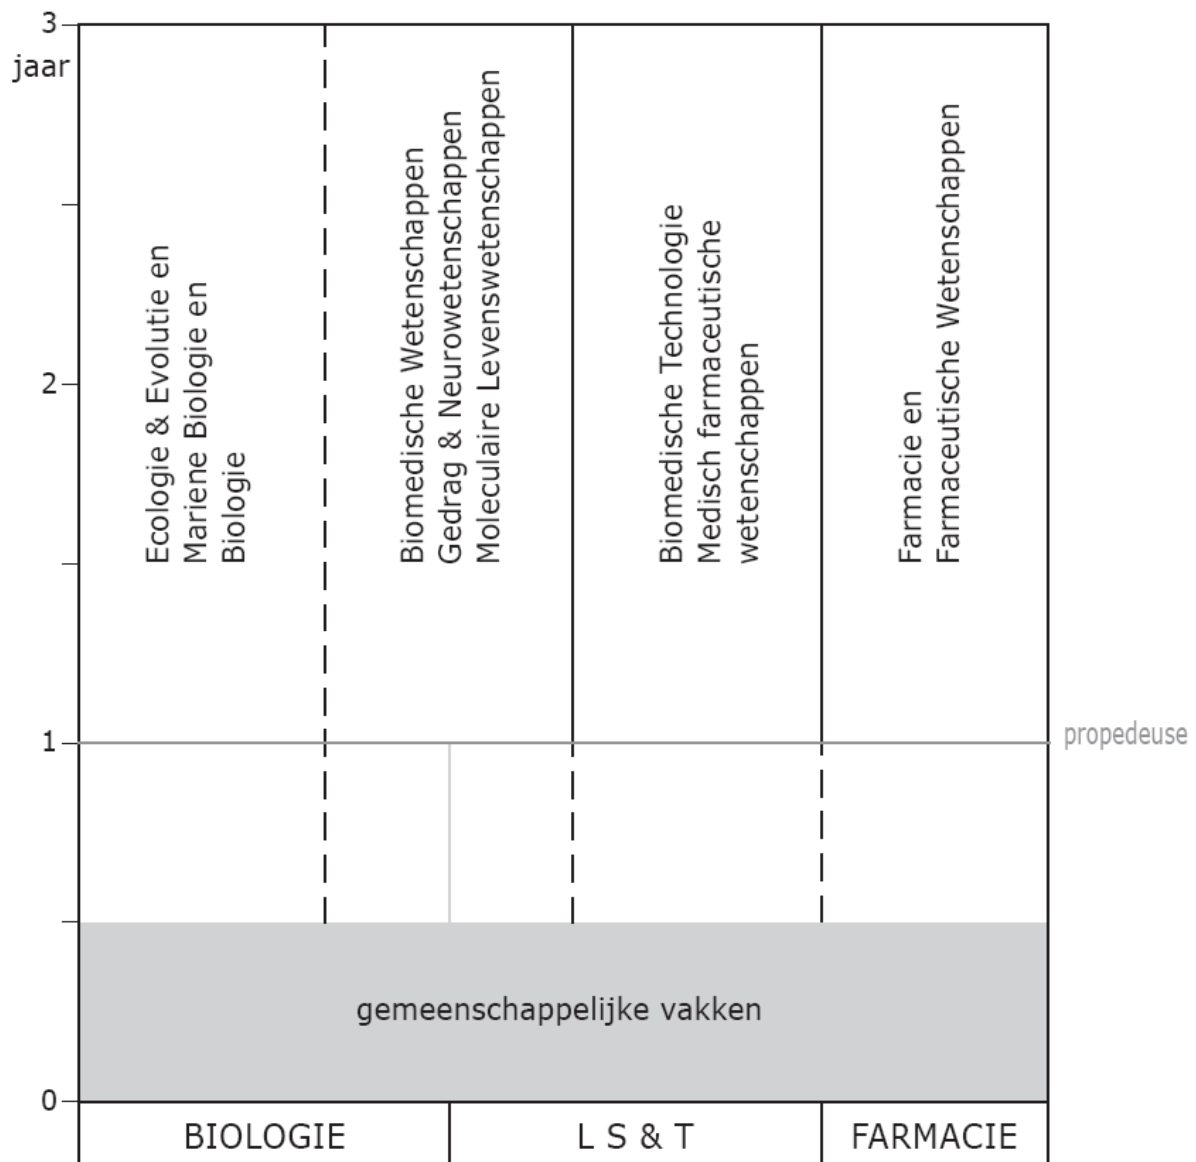 3
jaar
Ecologie & Evolutie en
Mariene Biologie en
Biologie
Biomedische Wetenschappen
Gedrag & Neurowetenschappen
Moleculaire Levenswetenschappen
Biomedische Technologie
Medisch farmaceutische
wetenschappen
Farmacie en
Farmaceutische Wetenschappen
2
1
propedeuse
gemeenschappelijke vakken
0
BIOLOGIE
L S & T
FARMACIE